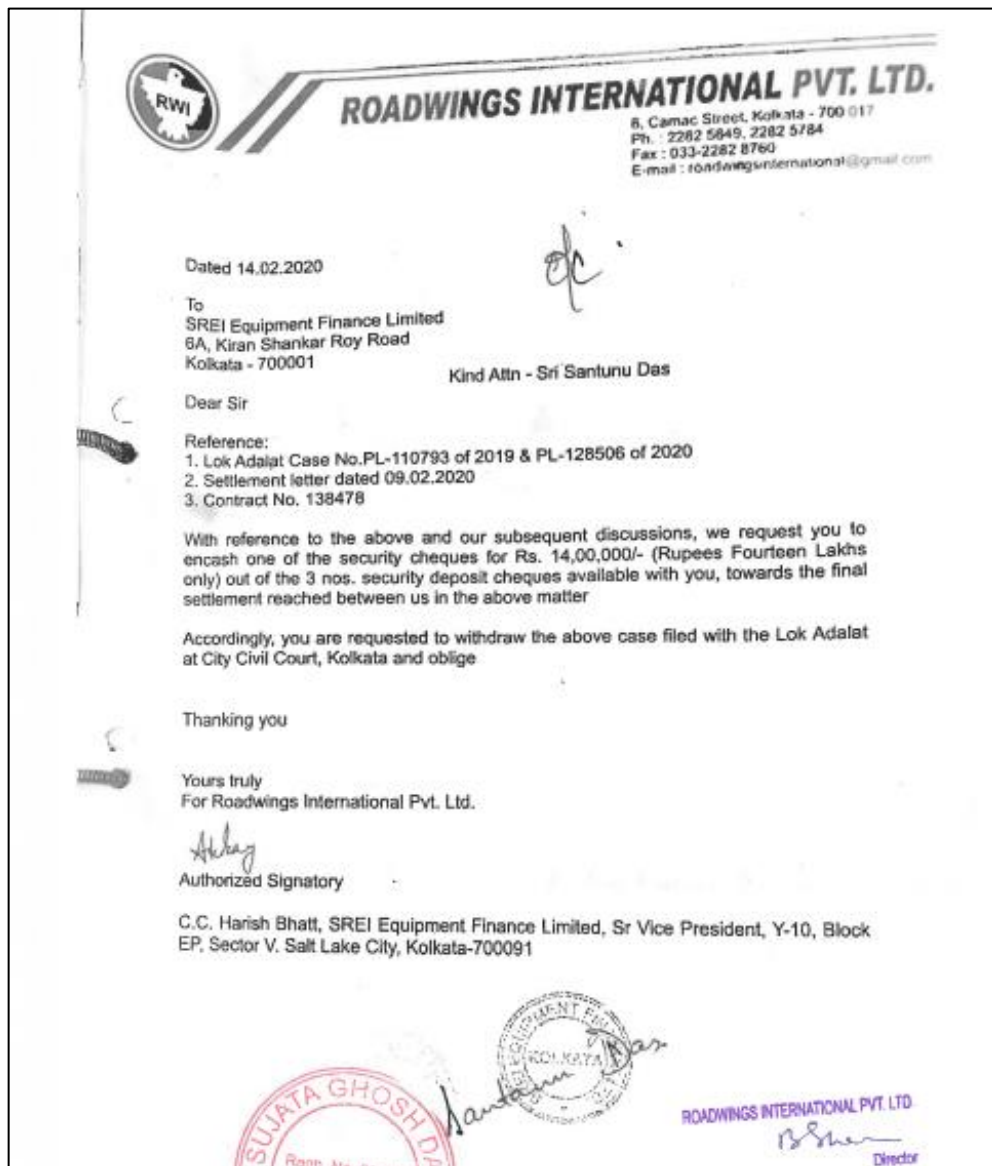 RWI
ROADWINGS INTERNATIONAL PVT. LTD.
8, Camac Street, Kolkata - 700 017
Ph. : 2282 5849, 2282 5784
Fax : 033-2282 8760
E-mail : roadwingsinternational@gmail.com
o/c
Dated 14.02.2020
To
SREI Equipment Finance Limited
6A, Kiran Shankar Roy Road
Kolkata - 700001
Kind Attn - Sri Santunu Das
Dear Sir
Reference:
1. Lok Adalat Case No.PL-110793 of 2019 & PL-128506 of 2020
2. Settlement letter dated 09.02.2020
3. Contract No. 138478
With reference to the above and our subsequent discussions, we request you to
encash one of the security cheques for Rs. 14,00,000/- (Rupees Fourteen Lakhs
only) out of the 3 nos. security deposit cheques available with you, towards the final
settlement reached between us in the above matter
Accordingly, you are requested to withdraw the above case filed with the Lok Adalat
at City Civil Court, Kolkata and oblige
Thanking you
Yours truly
For Roadwings International Pvt. Ltd.
Authorized Signatory
C.C. Harish Bhatt, SREI Equipment Finance Limited, Sr Vice President, Y-10, Block
EP, Sector V. Salt Lake City, Kolkata-700091
EQUIPMENT
KOLKATA
Santanu Das
SUJATA GHOSH
ROADWINGS INTERNATIONAL PVT. LTD.
Director